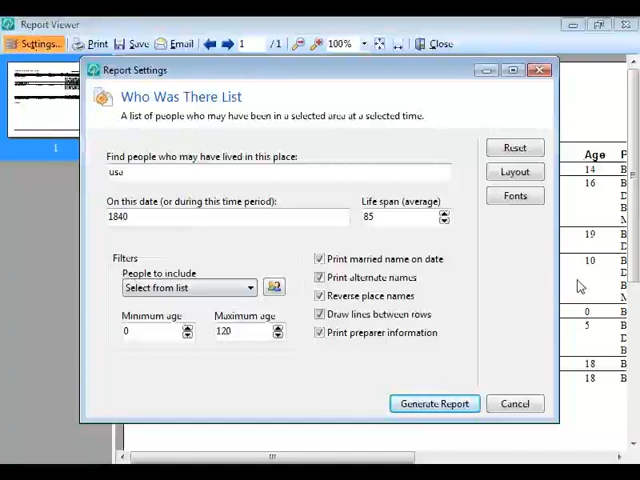 Report Viewer
Settings... Print Save Email 1 / 1 100% Close
Report Settings
Who Was There List
A list of people who may have been in a selected area at a selected time.
Find people who may have lived in this place:
usa
On this date (or during this time period):
Life span (average)
1840
85
Reset
Layout
Fonts
Filters
People to include
Select from list
Minimum age
Maximum age
0
120
Print married name on date
Print alternate names
Reverse place names
Draw lines between rows
Print preparer information
Generate Report
Cancel
1
Age P
14 B
16 B
D
B
M
19 B
D
10 B
D
B
M
0 B
5 B
D
D
18 B
18 B